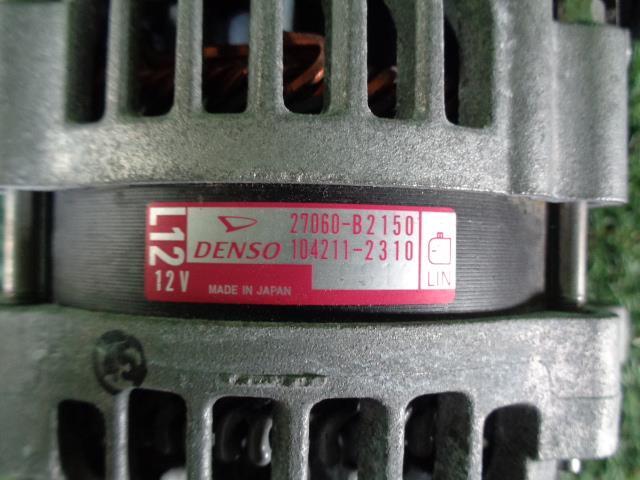 L12
27060-B2150
DENSO 104211-2310
12V
MADE IN JAPAN
LIN